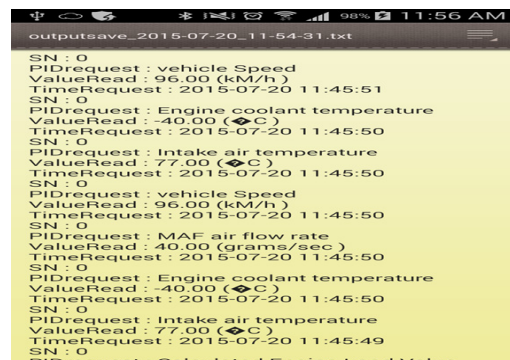 98% 11:56 AM
outputsave_2015-07-20_11-54-31.txt
SN : 0
PIDrequest : vehicle Speed
ValueRead : 96.00 (kM/h )
TimeRequest : 2015-07-20 11:45:51
SN : 0
PIDrequest : Engine coolant temperature
ValueRead : -40.00 (�C )
TimeRequest : 2015-07-20 11:45:50
SN : 0
PIDrequest : Intake air temperature
ValueRead : 77.00 (�C )
TimeRequest : 2015-07-20 11:45:50
SN : 0
PIDrequest : vehicle Speed
ValueRead : 96.00 (kM/h )
TimeRequest : 2015-07-20 11:45:50
SN : 0
PIDrequest : MAF air flow rate
ValueRead : 40.00 (grams/sec )
TimeRequest : 2015-07-20 11:45:50
SN : 0
PIDrequest : Engine coolant temperature
ValueRead : -40.00 (�C )
TimeRequest : 2015-07-20 11:45:50
SN : 0
PIDrequest : Intake air temperature
ValueRead : 77.00 (�C )
TimeRequest : 2015-07-20 11:45:49
SN : 0